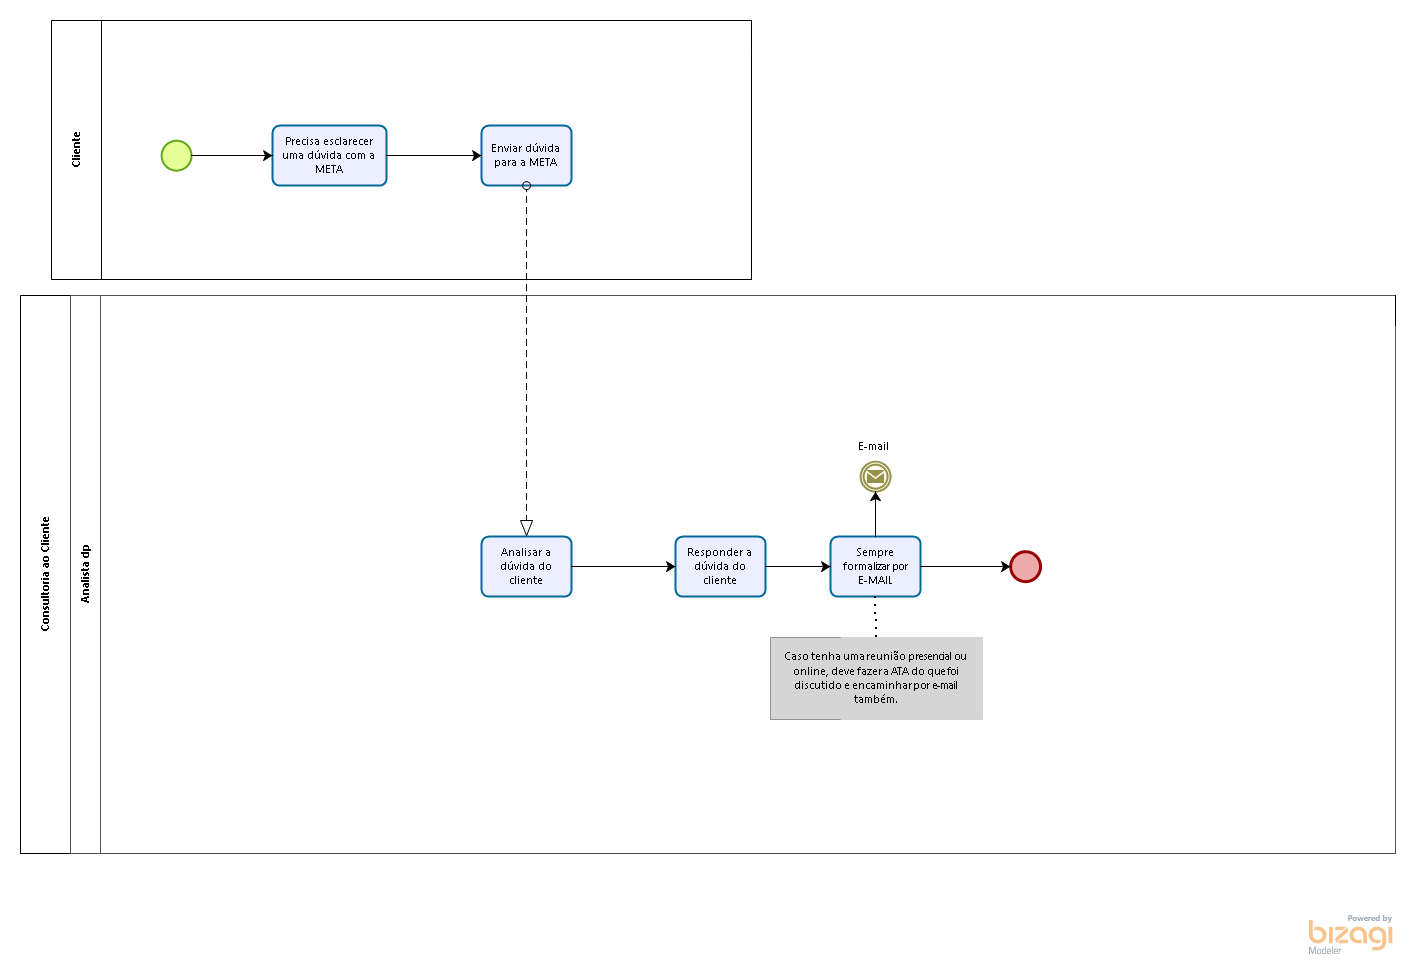 Cliente
Precisa esclarecer
uma dúvida com a
META
Enviar dúvida
para a META
Consultoria ao Cliente
Analista dp
E-mail
Analisar a
dúvida do
cliente
Responder a
dúvida do
cliente
Sempre
formalizar por
E-MAIL
Caso tenha uma reunião presencial ou
online, deve fazer a ATA do que foi
discutido e encaminhar por e-mail
também.
Powered by
bizagi
Modeler